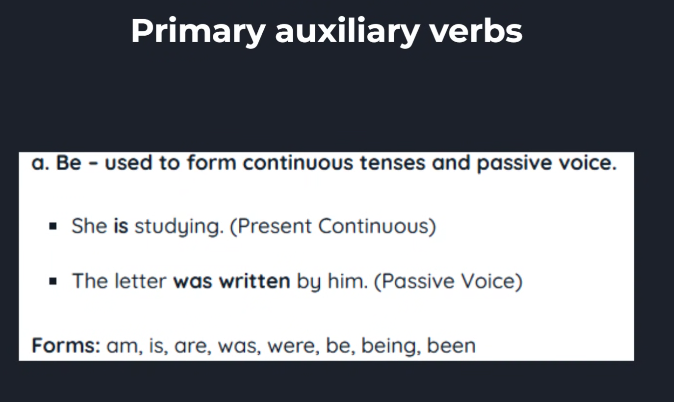 Primary auxiliary verbs
a. Be – used to form continuous tenses and passive voice.
▪ She is studying. (Present Continuous)
▪ The letter was written by him. (Passive Voice)
Forms: am, is, are, was, were, be, being, been